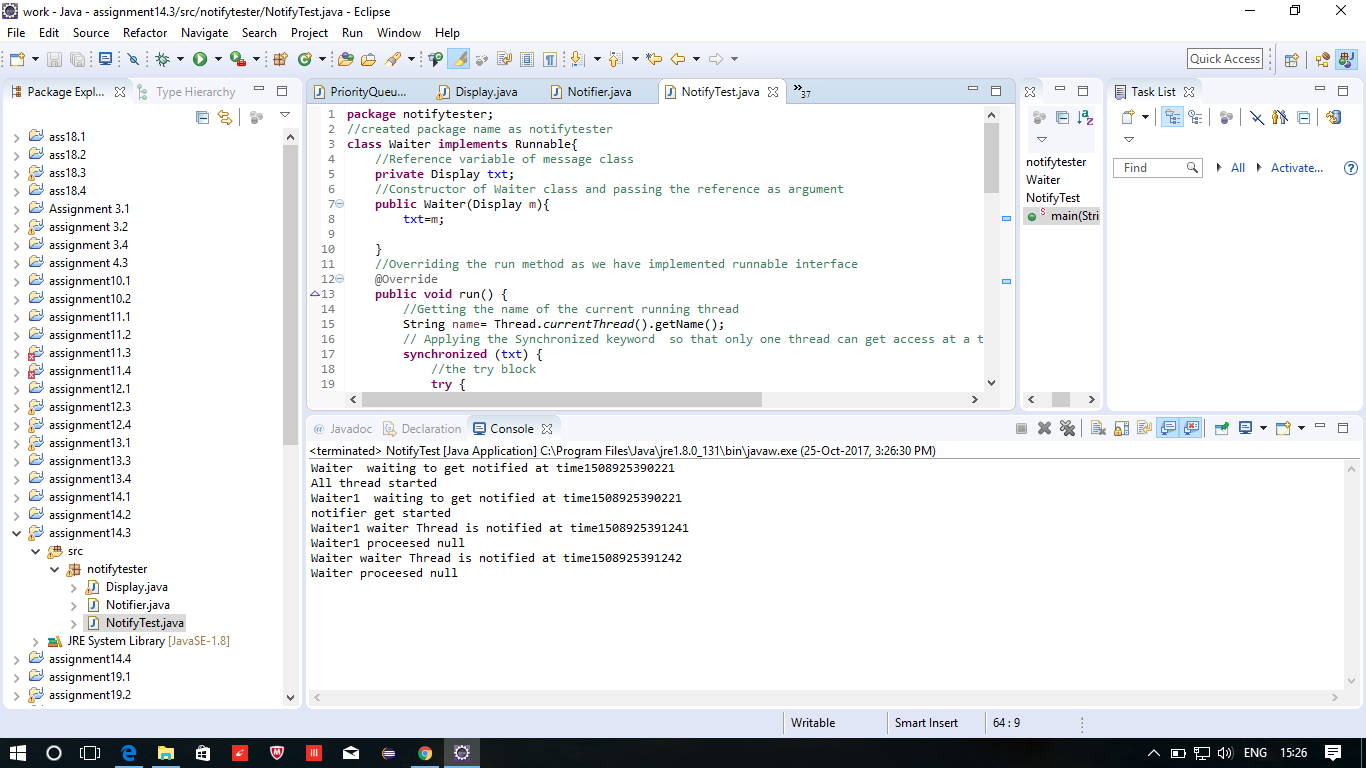 work - Java - assignment14.3/src/notifytester/NotifyTest.java - Eclipse
File Edit Source Refactor Navigate Search Project Run Window Help
Quick Access
Package Expl... Type Hierarchy
ass18.1
ass18.2
ass18.3
ass18.4
Assignment 3.1
assignment 3.2
assignment 3.4
assignment 4.3
assignment10.1
assignment10.2
assignment11.1
assignment11.2
assignment11.3
assignment11.4
assignment12.1
assignment12.3
assignment12.4
assignment13.1
assignment13.3
assignment13.4
assignment14.1
assignment14.2
assignment14.3
src
notifytester
Display.java
Notifier.java
NotifyTest.java
JRE System Library [JavaSE-1.8]
assignment14.4
assignment19.1
assignment19.2
PriorityQueu... Display.java Notifier.java NotifyTest.java »37
1 package notifytester;
2 //created package name as notifytester
3 class Waiter implements Runnable{
4 //Reference variable of message class
5 private Display txt;
6 //Constructor of Waiter class and passing the reference as argument
7 public Waiter(Display m){
8 txt=m;
9
10 }
11 //Overriding the run method as we have implemented runnable interface
12 @Override
13 public void run() {
14 //Getting the name of the current running thread
15 String name= Thread.currentThread().getName();
16 // Applying the Synchronized keyword  so that only one thread can get access at a t
17 synchronized (txt) {
18 //the try block
19 try {
notifytester
Waiter
NotifyTest
S main(Stri
Task List
Find All Activate...
@ Javadoc Declaration Console
<terminated> NotifyTest [Java Application] C:\Program Files\Java\jre1.8.0_131\bin\javaw.exe (25-Oct-2017, 3:26:30 PM)
Waiter  waiting to get notified at time1508925390221
All thread started
Waiter1  waiting to get notified at time1508925390221
notifier get started
Waiter1 waiter Thread is notified at time1508925391241
Waiter1 proceesed null
Waiter waiter Thread is notified at time1508925391242
Waiter proceesed null
Writable Smart Insert 64 : 9
ENG 15:26